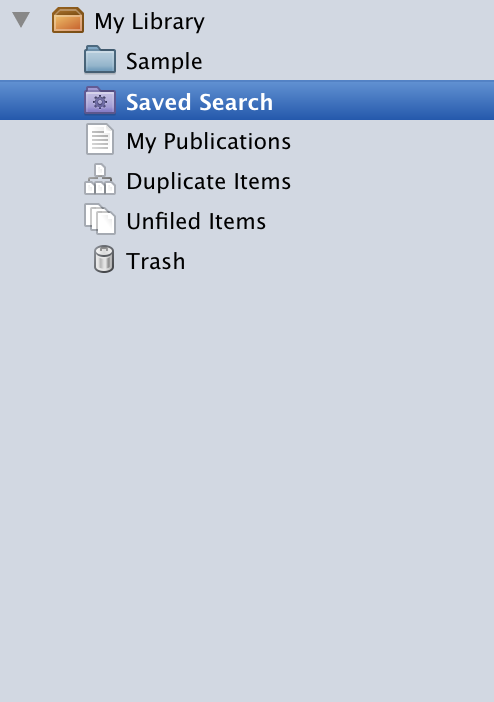 My Library
Sample
Saved Search
My Publications
Duplicate Items
Unfiled Items
Trash